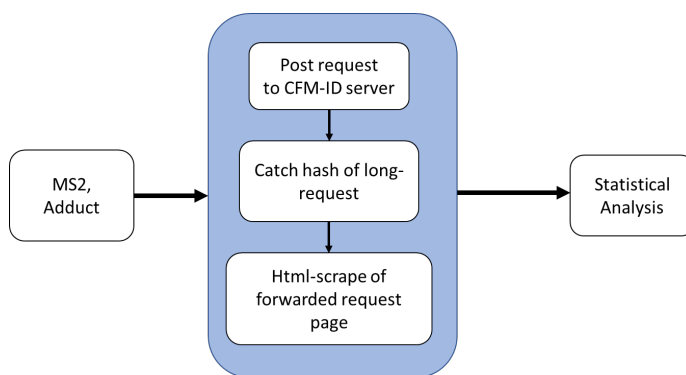 MS2,
Adduct
Post request
to CFM-ID server
Catch hash of long-
request
Html-scrape of
forwarded request
page
Statistical
Analysis